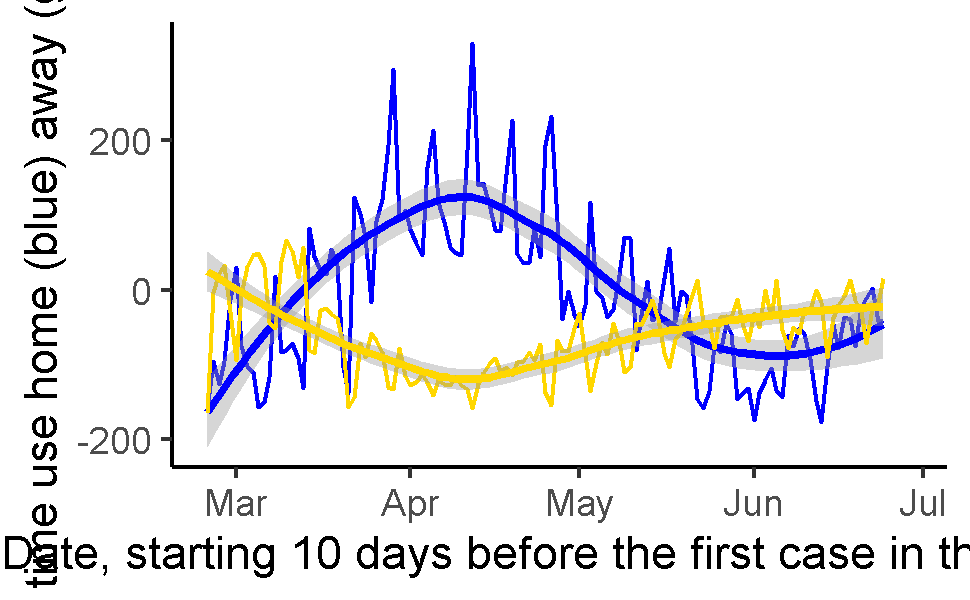 time use home (blue) away (
200
0
-200
Mar Apr May Jun Jul
Date, starting 10 days before the first case in th